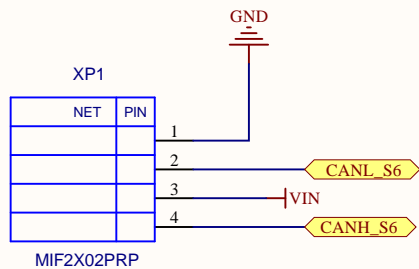 GND
XP1
NET PIN
1
2 CANL_S6
3 VIN
4 CANH_S6
MIF2X02PRP